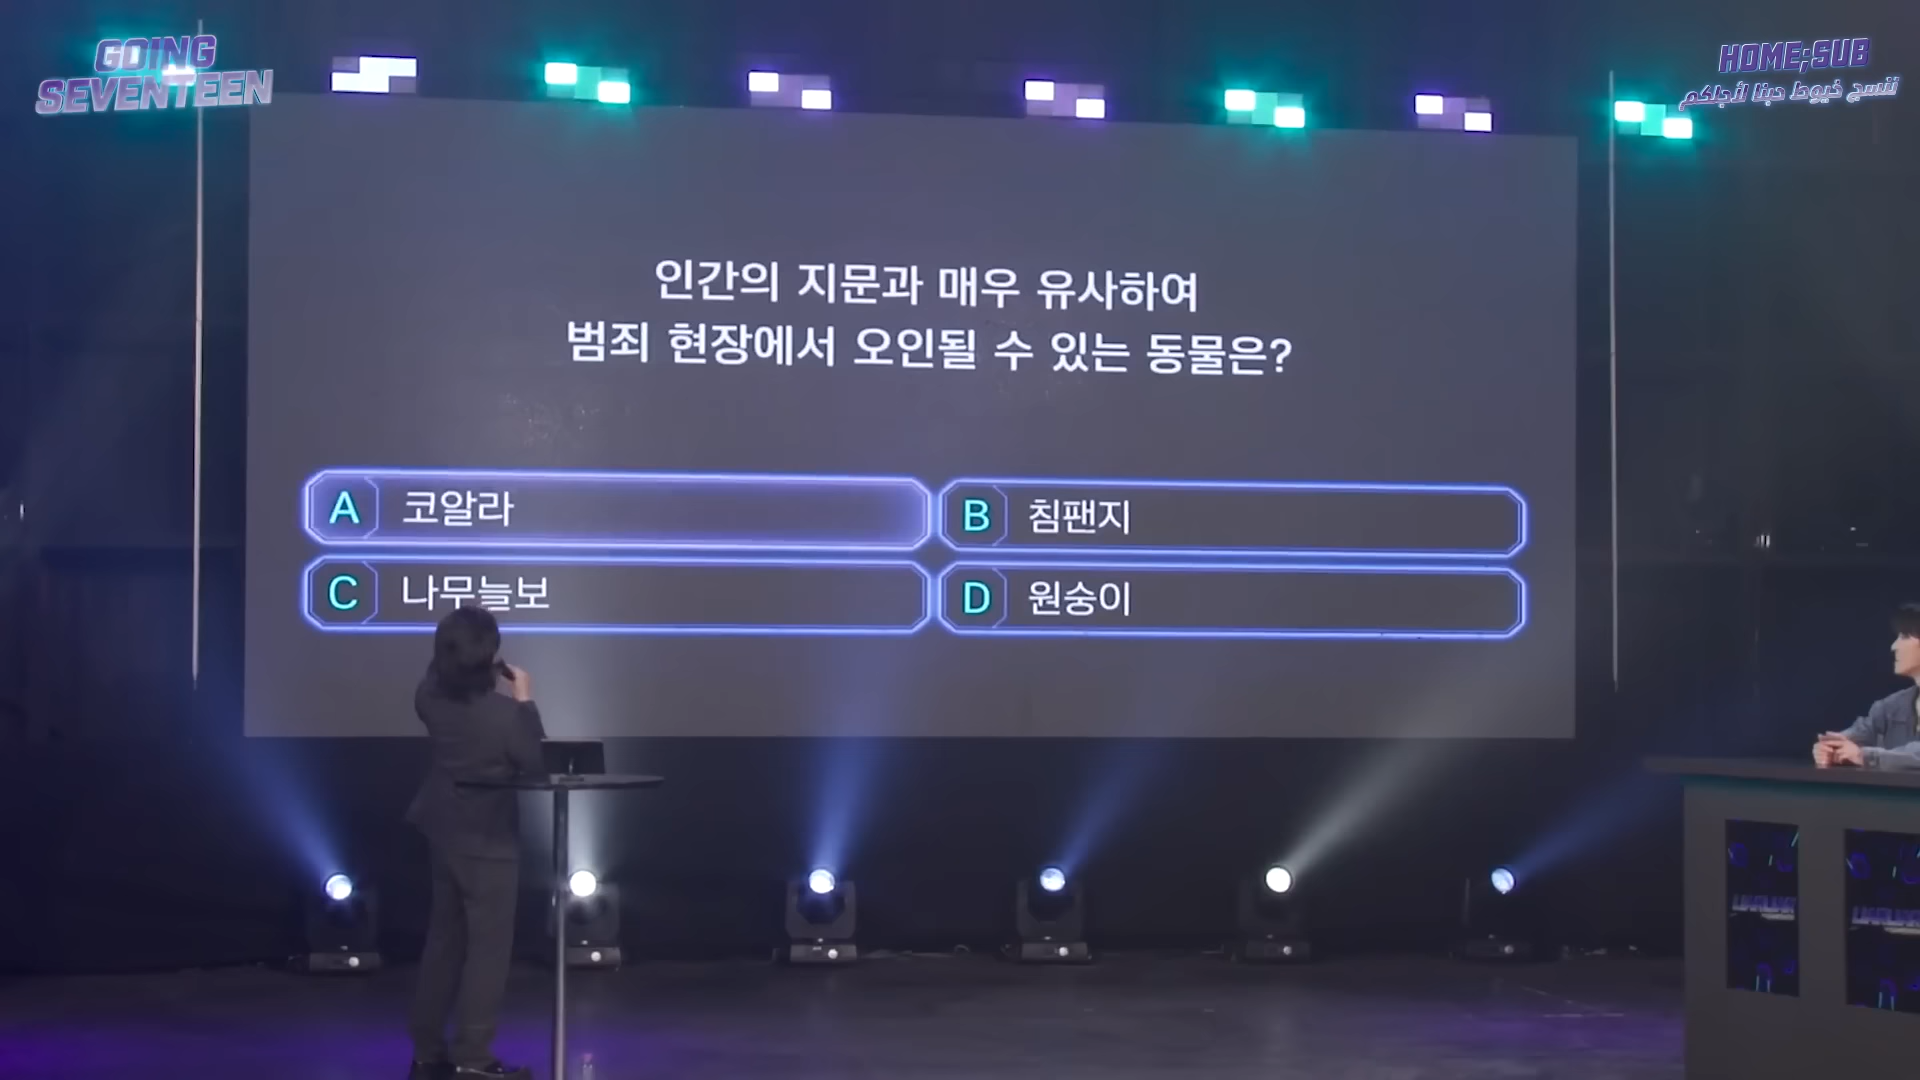 GOING
SEVENTEEN
HOME;SUB
ننسج خيوط حبنا لأجلكم
인간의 지문과 매우 유사하여
범죄 현장에서 오인될 수 있는 동물은?
A 코알라
B 침팬지
C 나무늘보
D 원숭이